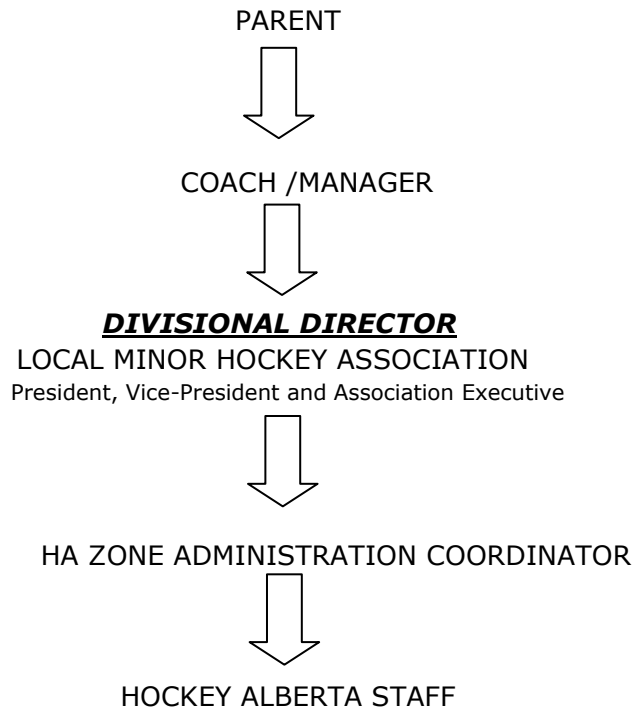 PARENT
COACH /MANAGER
DIVISIONAL DIRECTOR
LOCAL MINOR HOCKEY ASSOCIATION
President, Vice-President and Association Executive
HA ZONE ADMINISTRATION COORDINATOR
HOCKEY ALBERTA STAFF